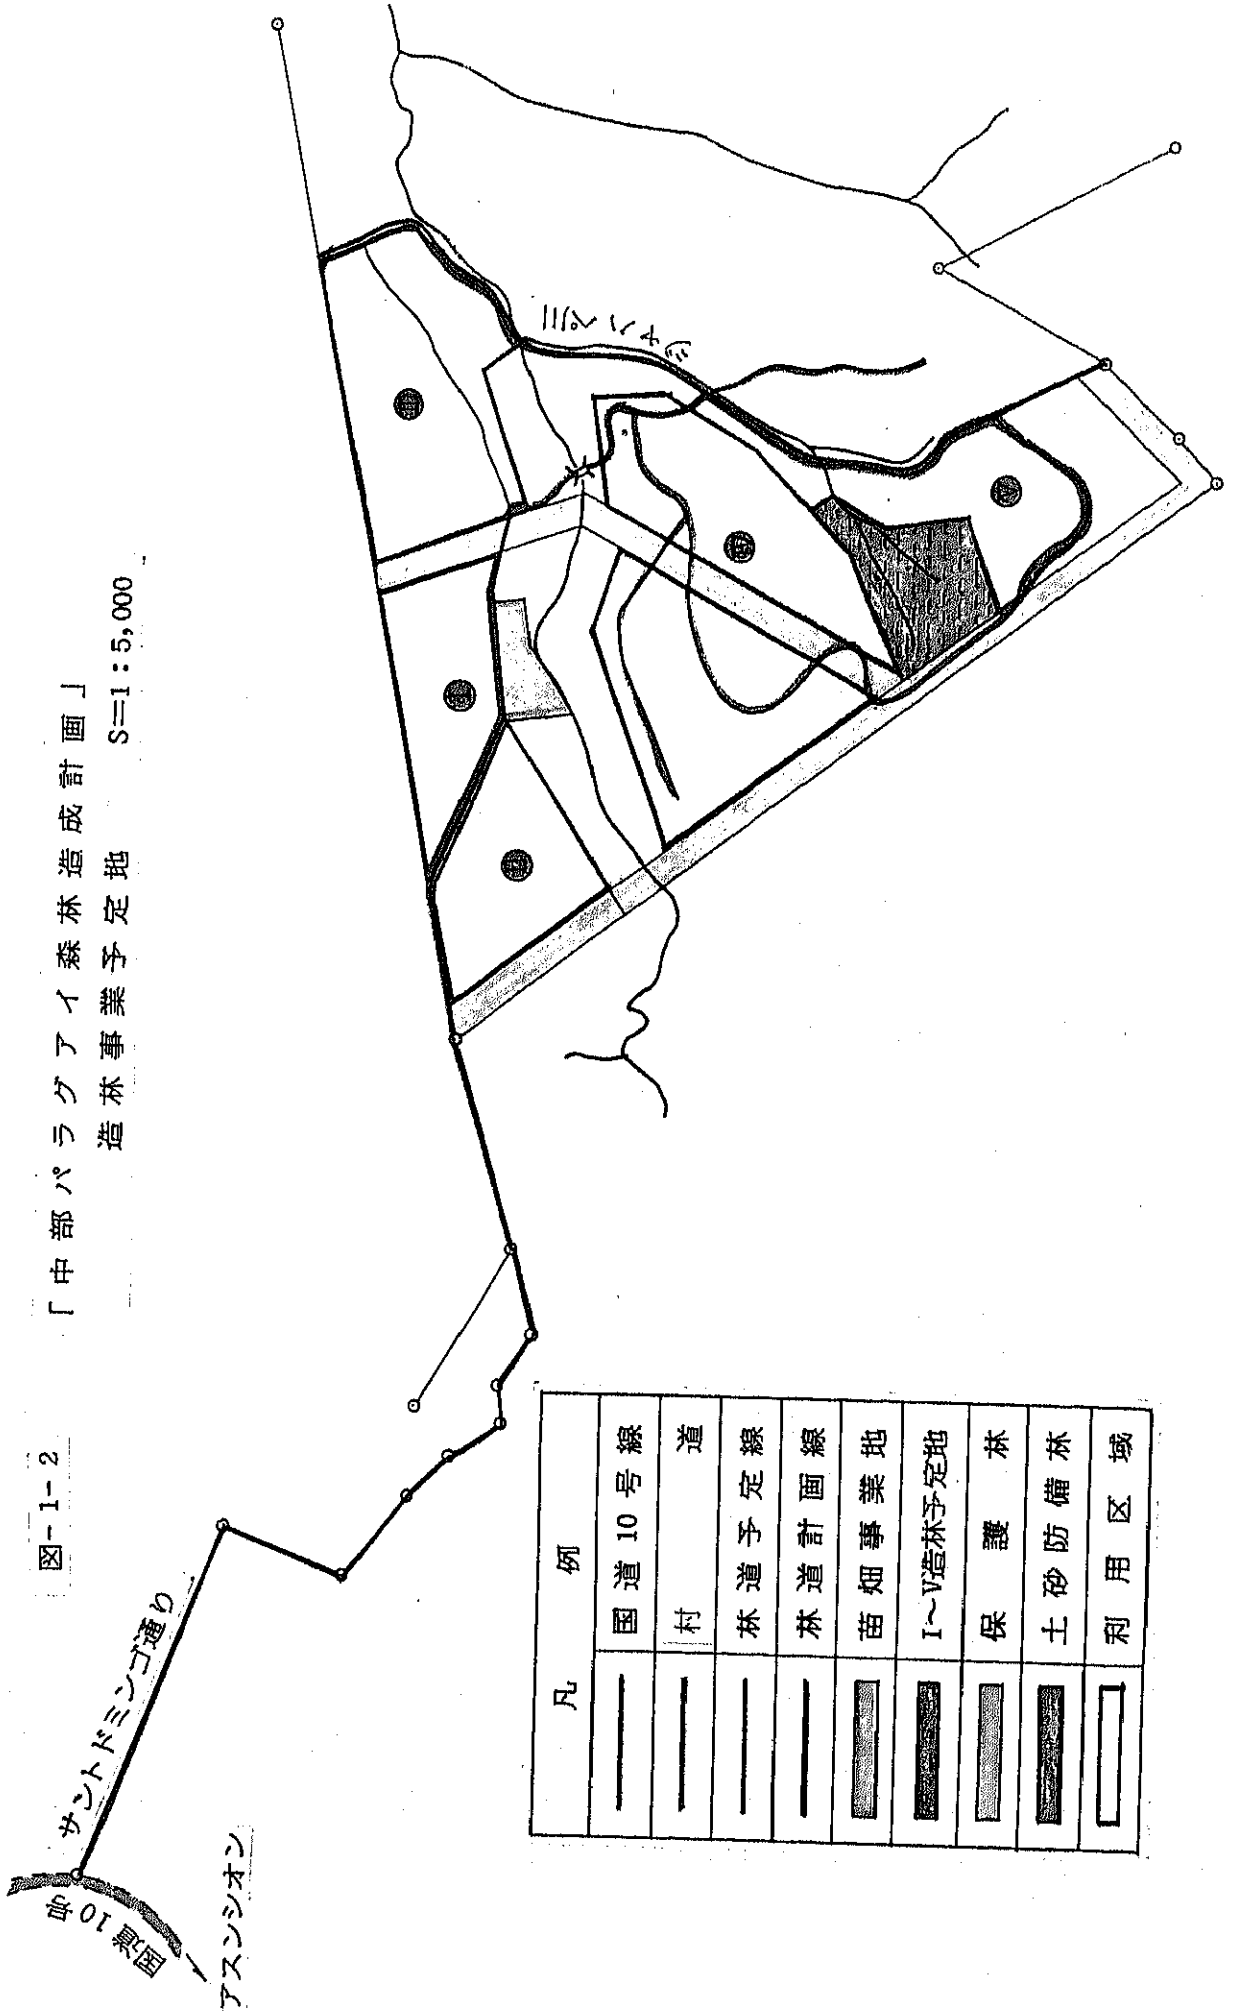 図-1-2
「中部パラグアイ森林造成計画」
造林事業予定地 S=1:5,000
サントドミンゴ通り
国道10号
アスンシオン
凡例
国道10号線
村道
林道予定線
林道計画線
苗畑事業地
I～V造林予定地
保護林
土砂防備林
利用区域